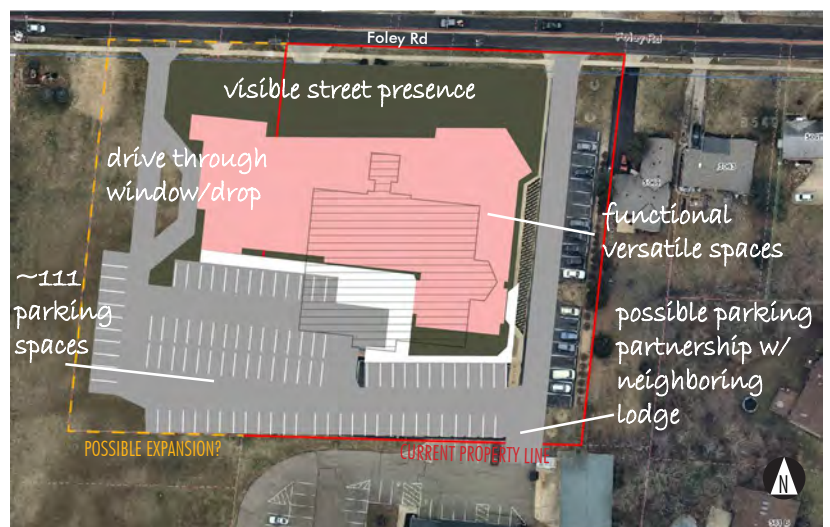 Foley Rd
Foley Rd
visible street presence
drive through
window/drop
functional
versatile spaces
~111
parking
spaces
possible parking
partnership w/
neighboring
lodge
POSSIBLE EXPANSION?
CURRENT PROPERTY LINE
N